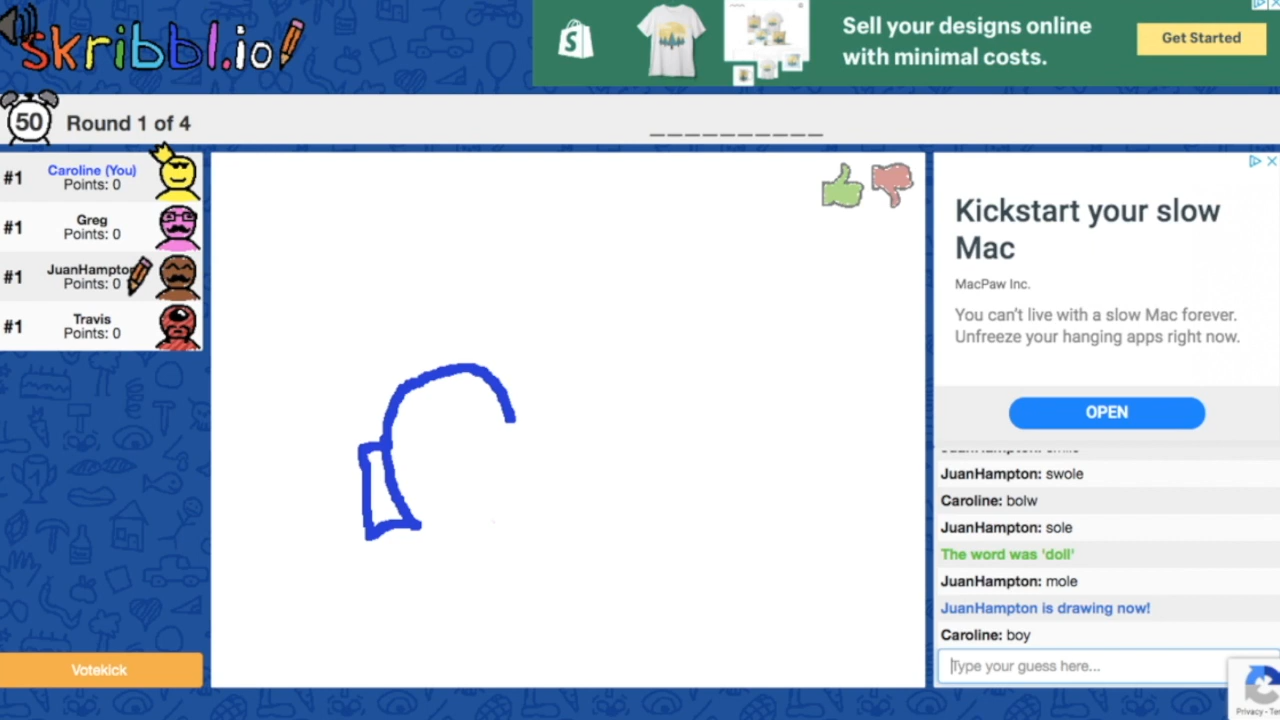 skribbl.io
Sell your designs online
with minimal costs.
Get Started
50
Round 1 of 4
__________
#1
Caroline (You)
Points: 0
#1
Greg
Points: 0
#1
JuanHampton
Points: 0
#1
Travis
Points: 0
Votekick
Kickstart your slow
Mac
MacPaw Inc.
You can't live with a slow Mac forever.
Unfreeze your hanging apps right now.
OPEN
JuanHampton: swole
Caroline: bolw
JuanHampton: sole
The word was 'doll'
JuanHampton: mole
JuanHampton is drawing now!
Caroline: boy
Type your guess here...